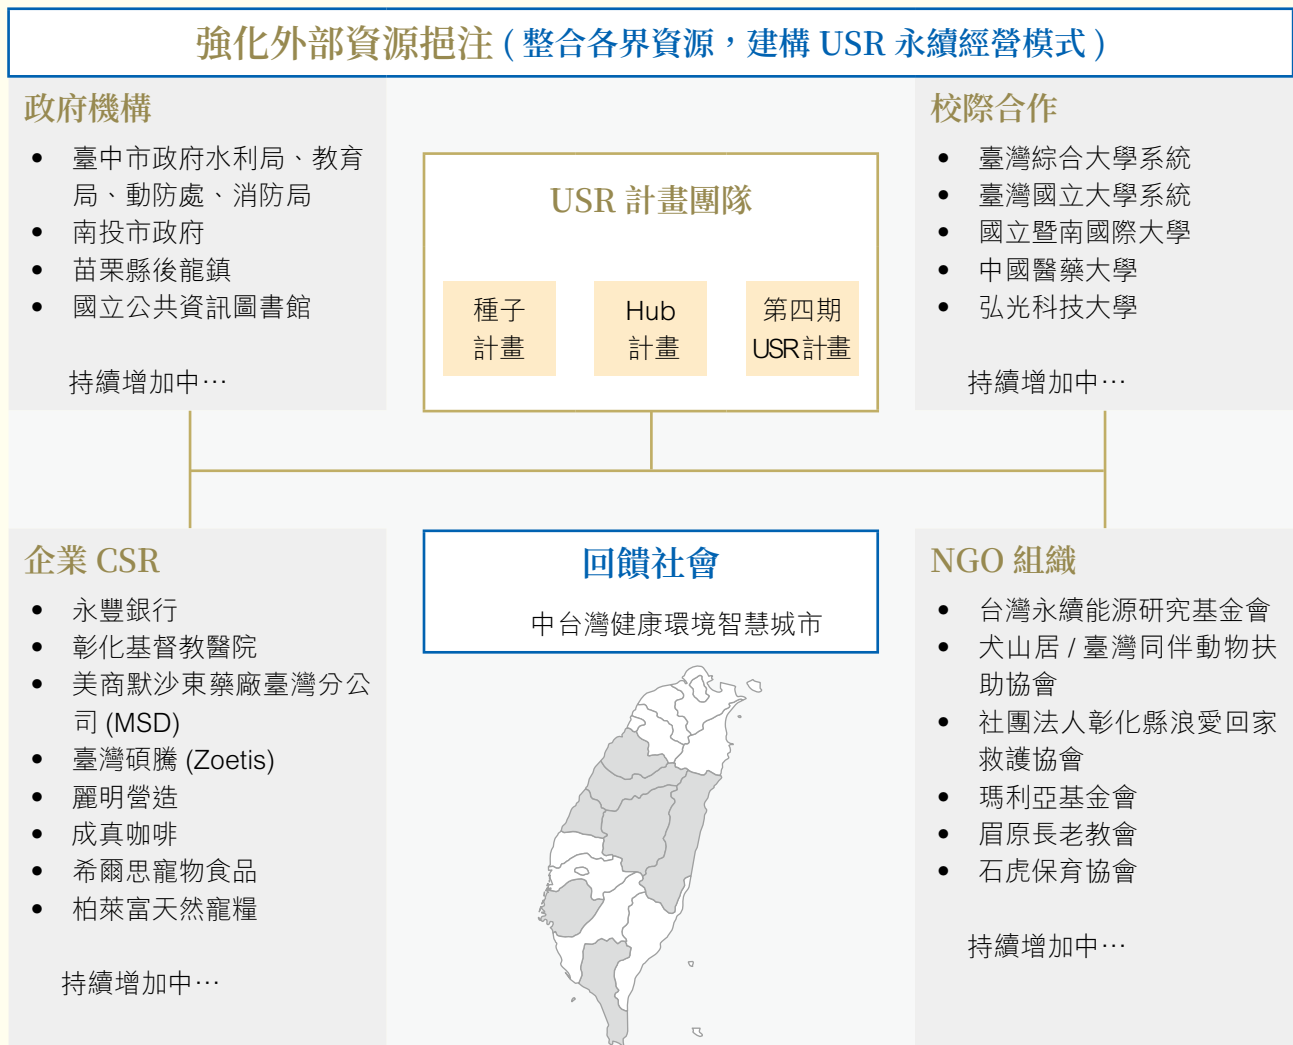 強化外部資源挹注 ( 整合各界資源，建構 USR 永續經營模式 )
政府機構
• 臺中市政府水利局、教育
局、動防處、消防局
• 南投市政府
• 苗栗縣後龍鎮
• 國立公共資訊圖書館
持續增加中…
USR 計畫團隊
種子
計畫
Hub
計畫
第四期
USR計畫
校際合作
• 臺灣綜合大學系統
• 臺灣國立大學系統
• 國立暨南國際大學
• 中國醫藥大學
• 弘光科技大學
持續增加中…
企業 CSR
• 永豐銀行
• 彰化基督教醫院
• 美商默沙東藥廠臺灣分公
司 (MSD)
• 臺灣碩騰 (Zoetis)
• 麗明營造
• 成真咖啡
• 希爾思寵物食品
• 柏萊富天然寵糧
持續增加中…
回饋社會
中台灣健康環境智慧城市
NGO 組織
• 台灣永續能源研究基金會
• 犬山居 / 臺灣同伴動物扶
助協會
• 社團法人彰化縣浪愛回家
救護協會
• 瑪利亞基金會
• 眉原長老教會
• 石虎保育協會
持續增加中…